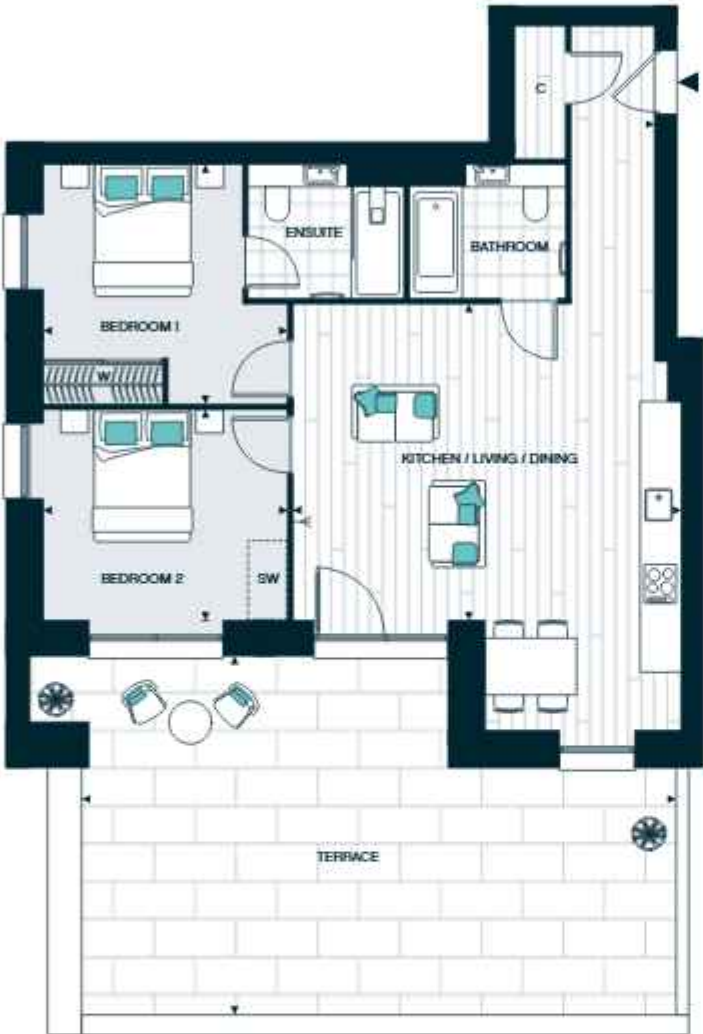 C
ENSUITE
BATHROOM
BEDROOM 1
W
KITCHEN / LIVING / DINING
BEDROOM 2
SW
TERRACE